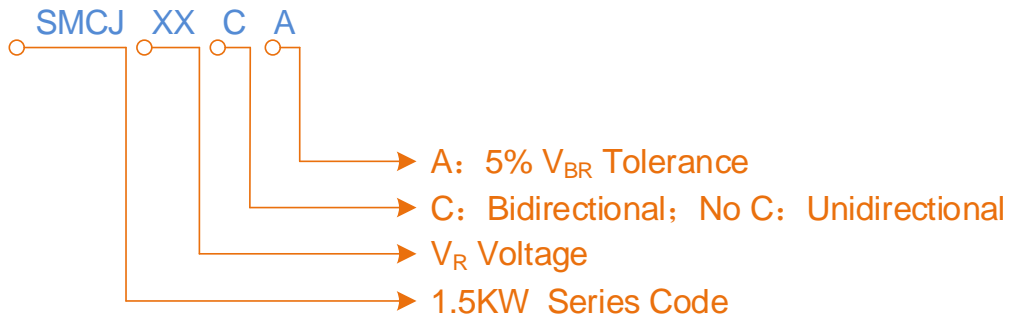 SMCJ XX C A
A：5% VBR Tolerance
C：Bidirectional；No C：Unidirectional
VR Voltage
1.5KW Series Code